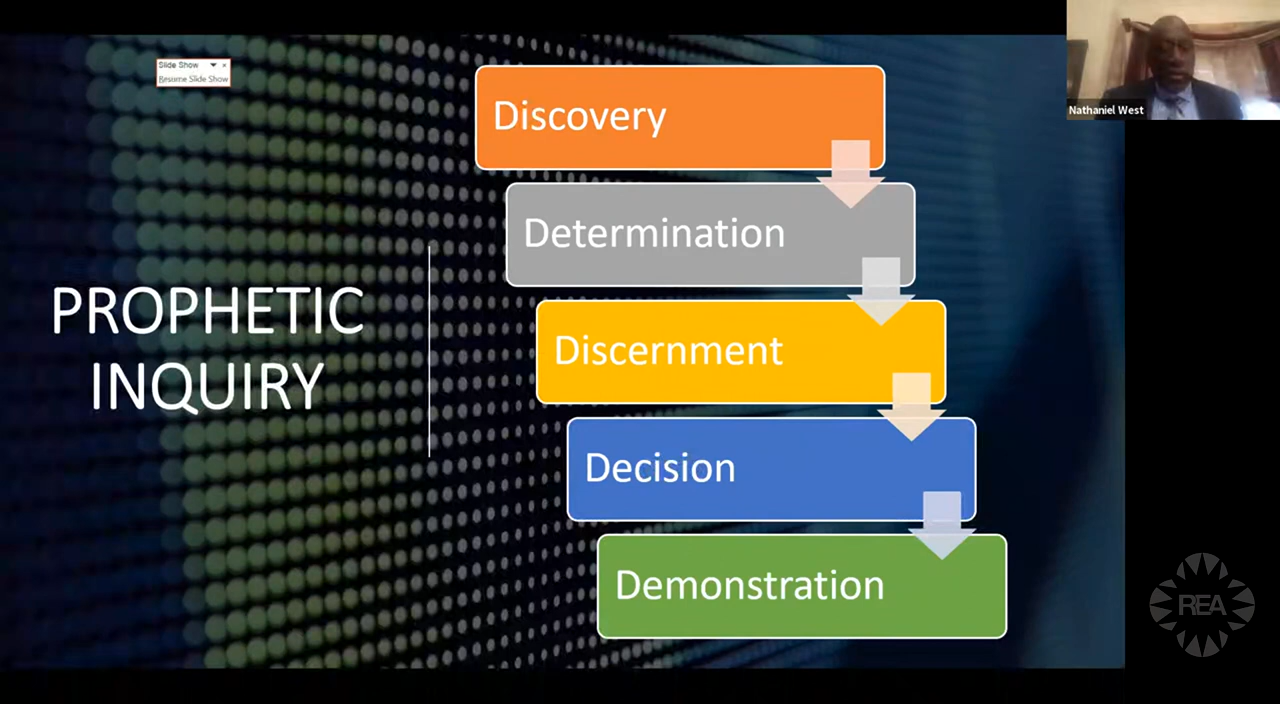 Slide Show
Resume Slide Show
Nathaniel West
PROPHETIC
INQUIRY
Discovery
Determination
Discernment
Decision
Demonstration
REA